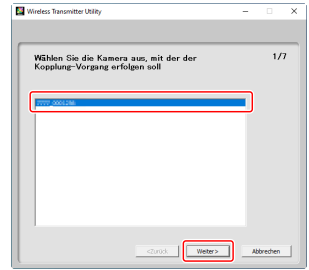 Wireless Transmitter Utility
Wählen Sie die Kamera aus, mit der der
Kopplung-Vorgang erfolgen soll
1/7
<Zurück
Weiter>
Abbrechen